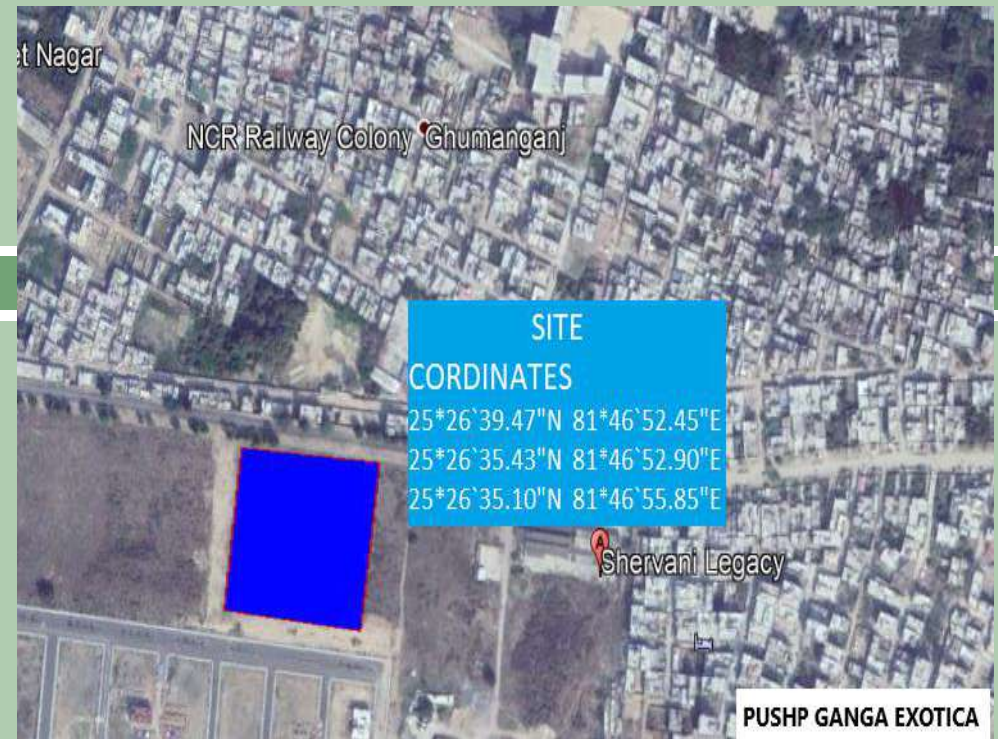 et Nagar
NCR Railway Colony Ghumanganj
SITE
CORDINATES
25*26`39.47"N 81*46`52.45"E
25*26`35.43"N 81*46`52.90"E
25*26`35.10"N 81*46`55.85"E
A
Shervani Legacy
PUSHP GANGA EXOTICA